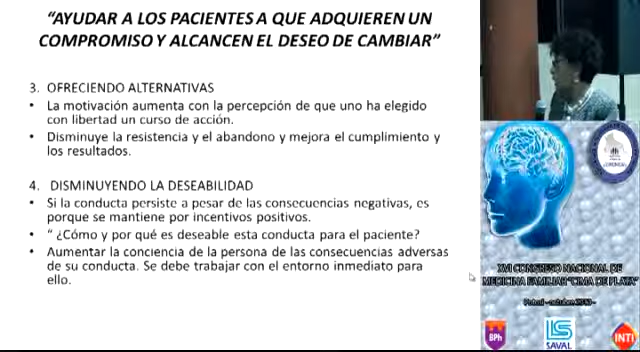 “AYUDAR A LOS PACIENTES A QUE ADQUIEREN UN
COMPROMISO Y ALCANCEN EL DESEO DE CAMBIAR”
3. OFRECIENDO ALTERNATIVAS
• La motivación aumenta con la percepción de que uno ha elegido
con libertad un curso de acción.
• Disminuye la resistencia y el abandono y mejora el cumplimiento y
los resultados.
4. DISMINUYENDO LA DESEABILIDAD
• Si la conducta persiste a pesar de las consecuencias negativas, es
porque se mantiene por incentivos positivos.
• “ ¿Cómo y por qué es deseable esta conducta para el paciente?
• Aumentar la conciencia de la persona de las consecuencias adversas
de su conducta. Se debe trabajar con el entorno inmediato para
ello.
XVI CONGRESO NACIONAL DE
MEDICINA FAMILIAR "CIMA DE PLATA"
BPh
LS
SAVAL
INTI